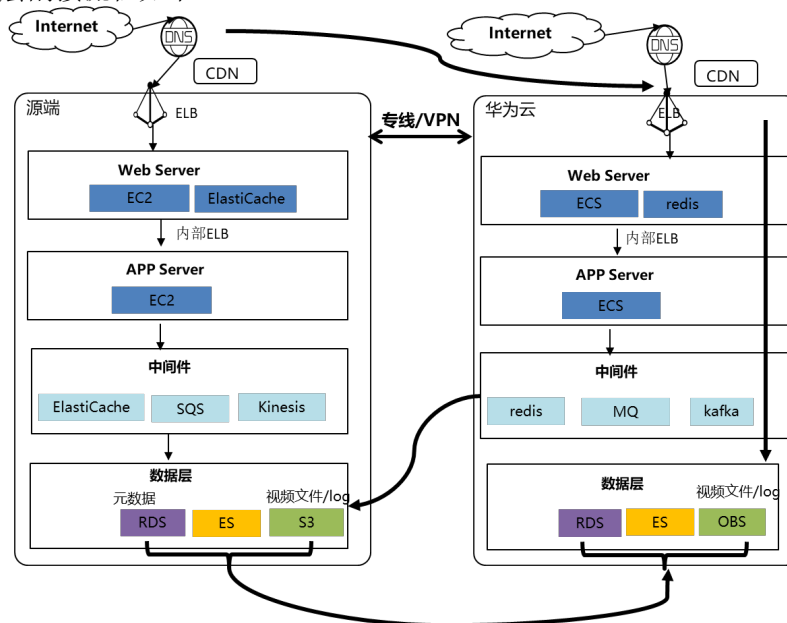 Internet
DNS
CDN
源端
ELB
Web Server
EC2
ElastiCache
内部ELB
APP Server
EC2
中间件
ElastiCache
SQS
Kinesis
数据层
元数据
视频文件/log
RDS
ES
S3
专线/VPN
Internet
DNS
CDN
华为云
ELB
Web Server
ECS
redis
内部ELB
APP Server
ECS
中间件
redis
MQ
kafka
数据层
视频文件/log
RDS
ES
OBS